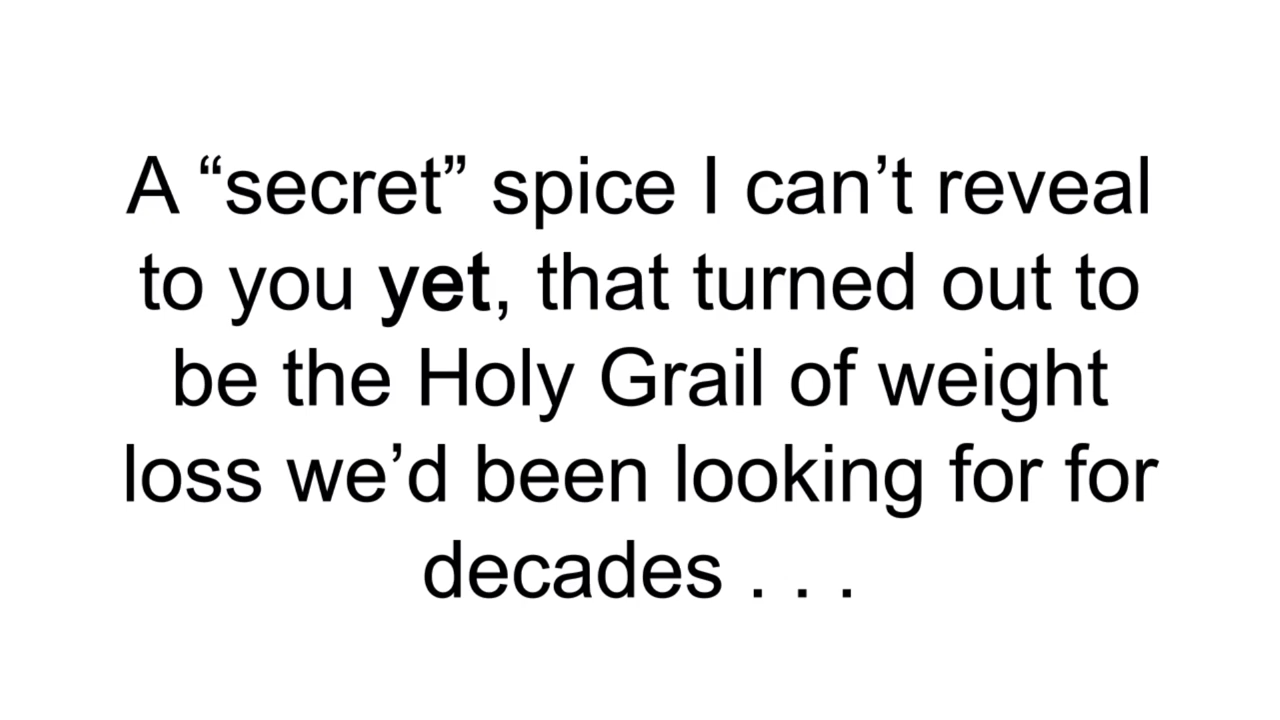 A “secret” spice I can’t reveal
to you yet, that turned out to
be the Holy Grail of weight
loss we’d been looking for for
decades . . .